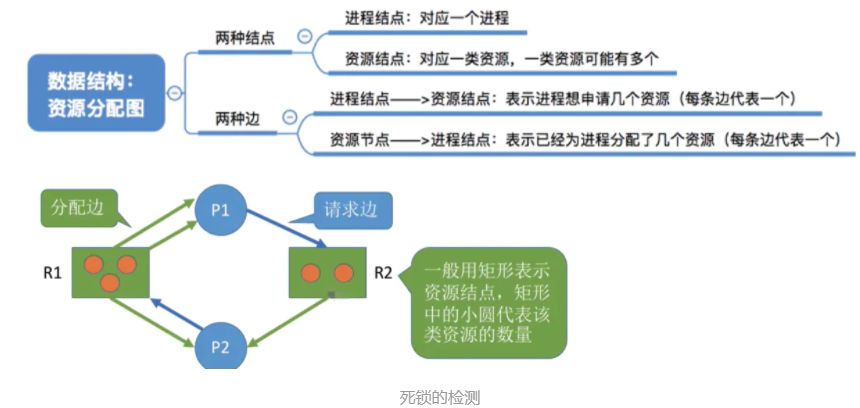 进程结点：对应一个进程
两种结点
资源结点：对应一类资源，一类资源可能有多个
数据结构：
资源分配图
进程结点——>资源结点：表示进程想申请几个资源（每条边代表一个）
两种边
资源节点——>进程结点：表示已经为进程分配了几个资源（每条边代表一个）
分配边
P1
请求边
R1
R2
一般用矩形表示
资源结点，矩形
中的小圆代表该
类资源的数量
P2
死锁的检测